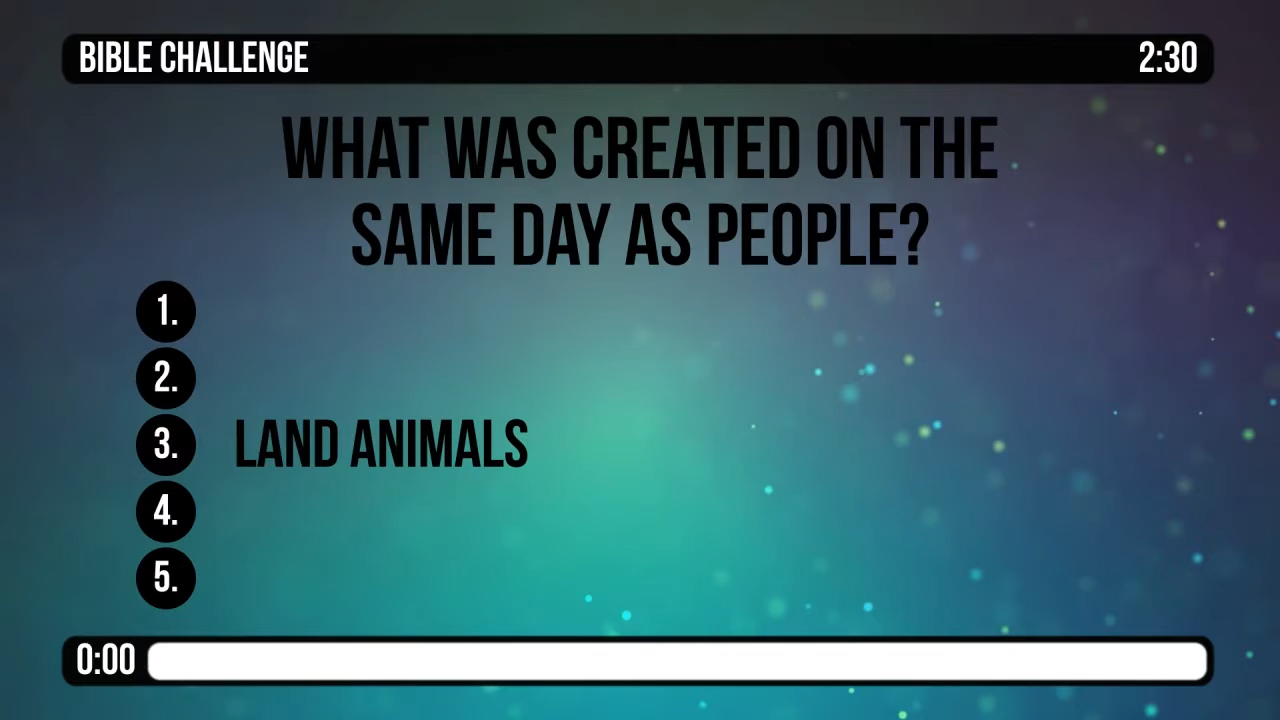 BIBLE CHALLENGE 2:30
WHAT WAS CREATED ON THE
SAME DAY AS PEOPLE?
1.
2.
3. LAND ANIMALS
4.
5.
0:00